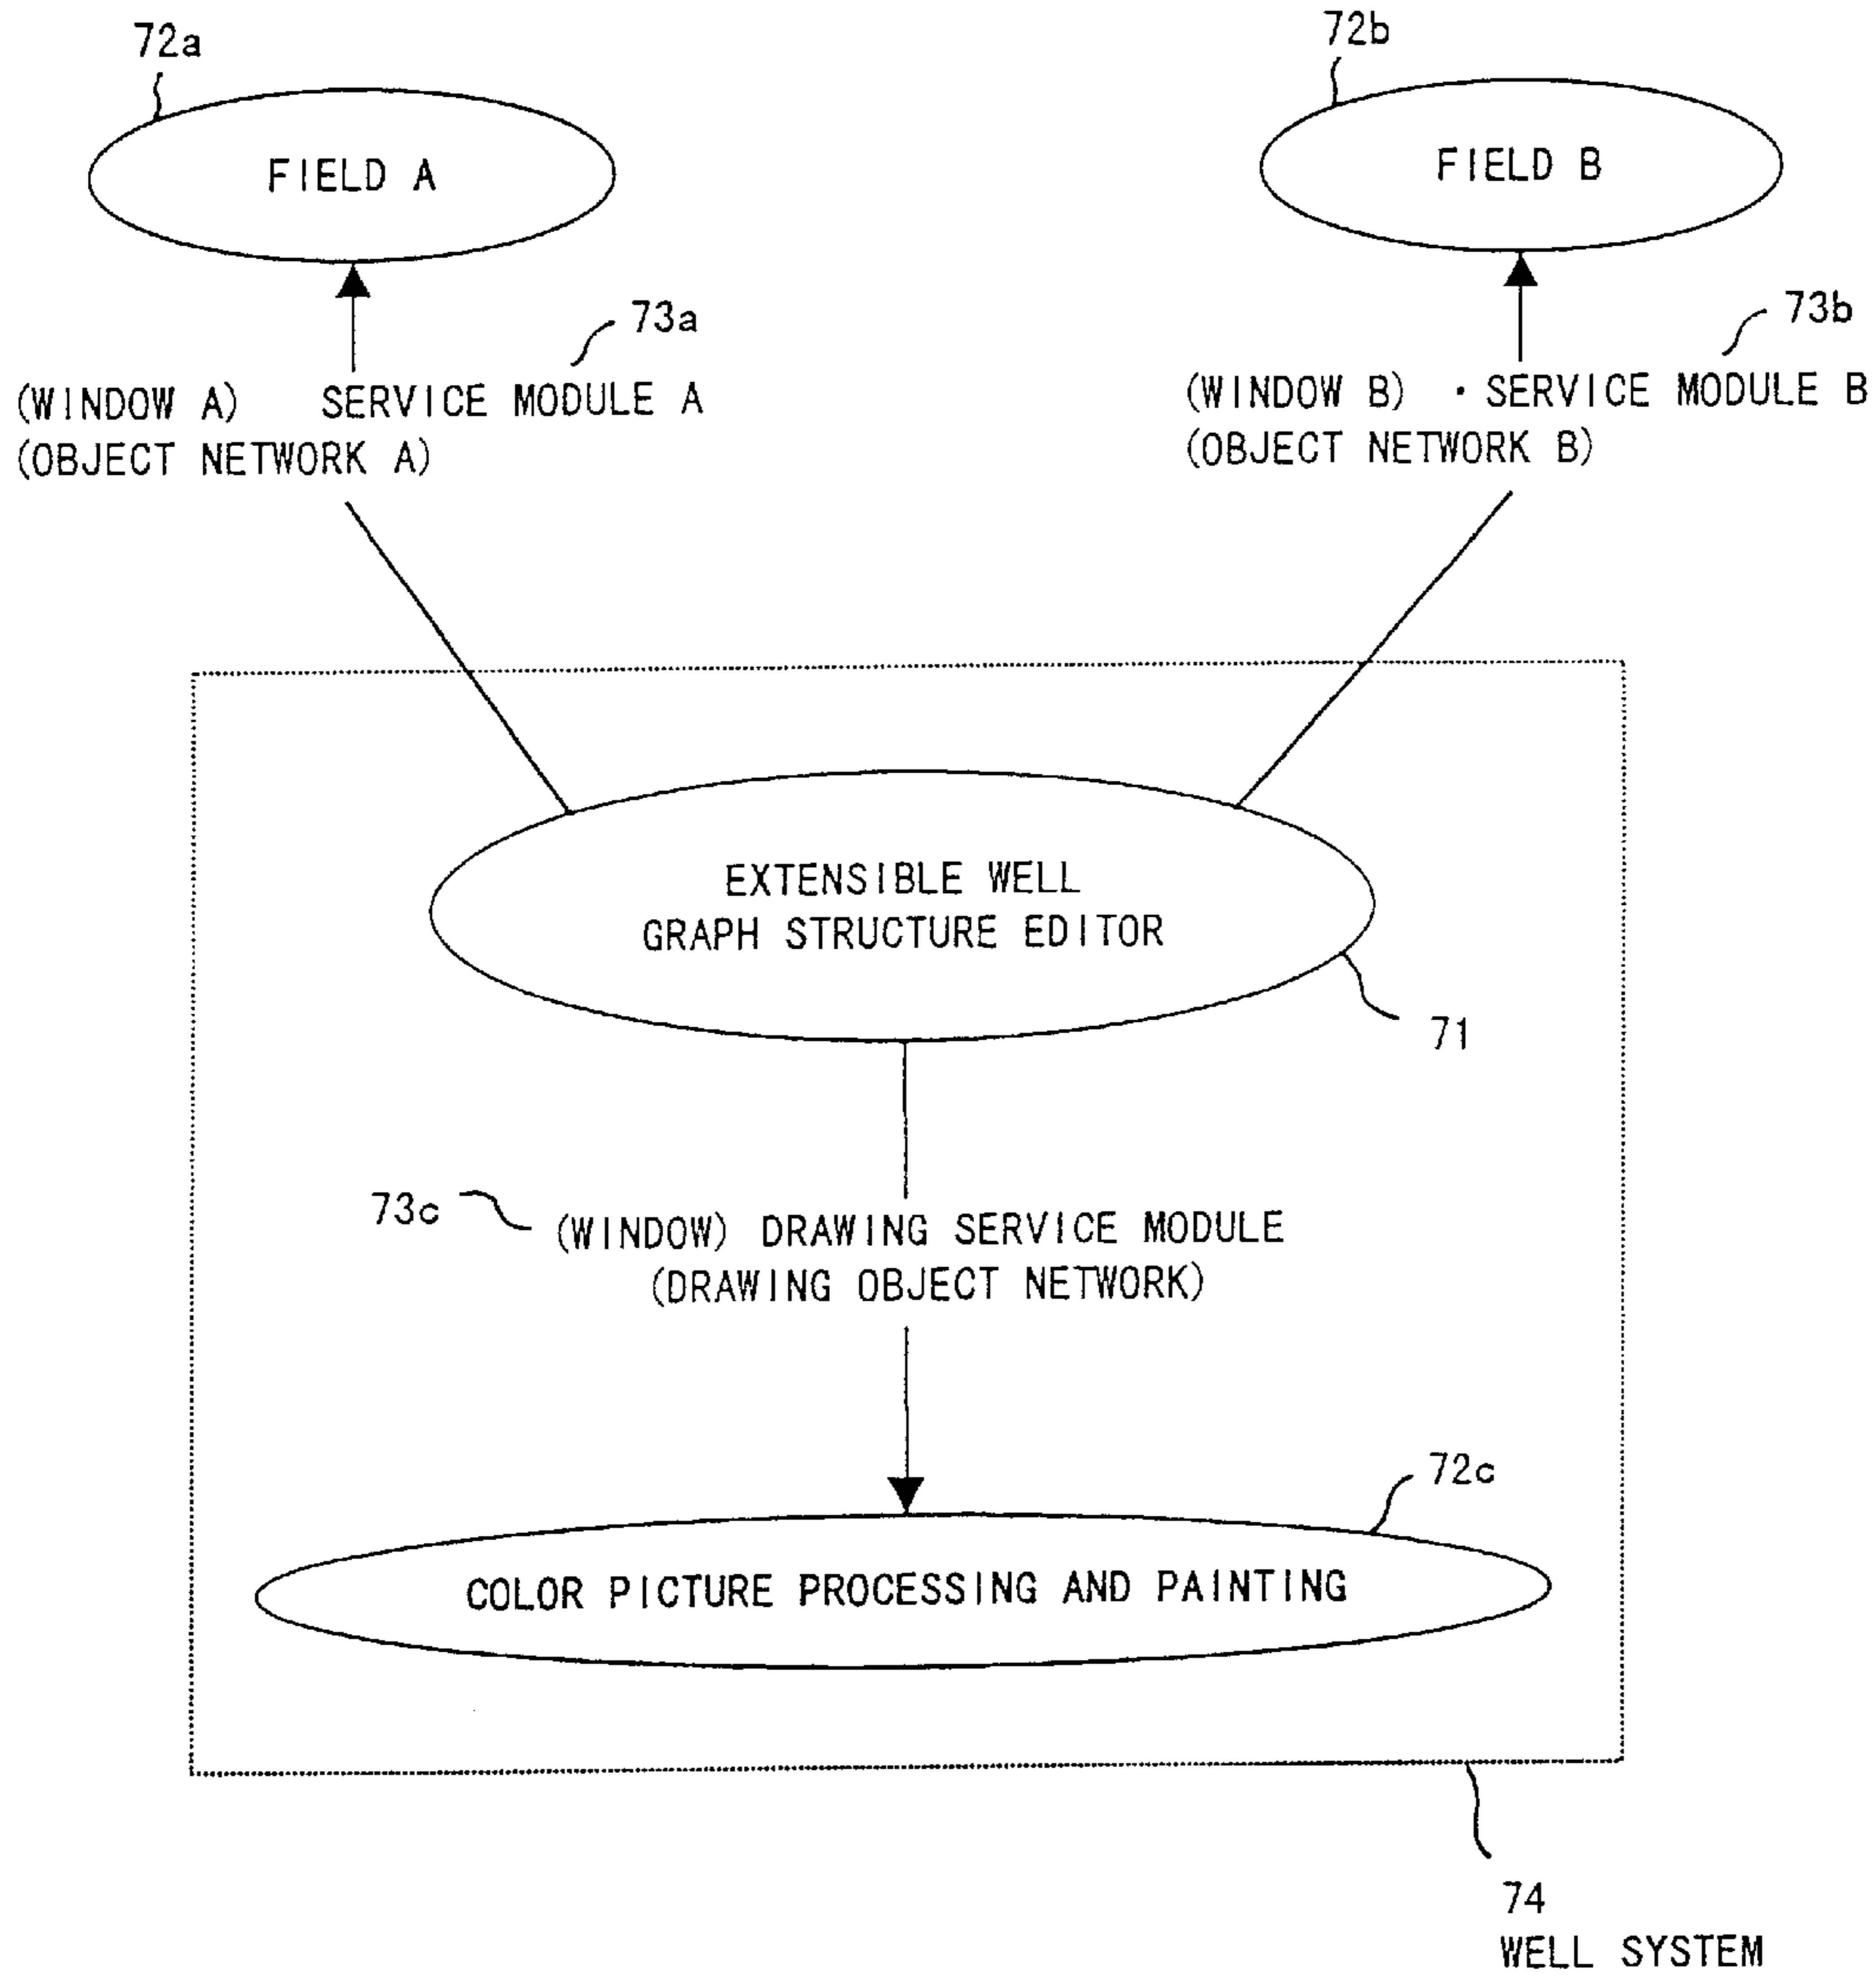 72a
72b
FIELD A
FIELD B
73a
73b
(WINDOW A) SERVICE MODULE A
(OBJECT NETWORK A)
(WINDOW B) · SERVICE MODULE B
(OBJECT NETWORK B)
EXTENSIBLE WELL
GRAPH STRUCTURE EDITOR
71
73c
(WINDOW) DRAWING SERVICE MODULE
(DRAWING OBJECT NETWORK)
72c
COLOR PICTURE PROCESSING AND PAINTING
74
WELL SYSTEM